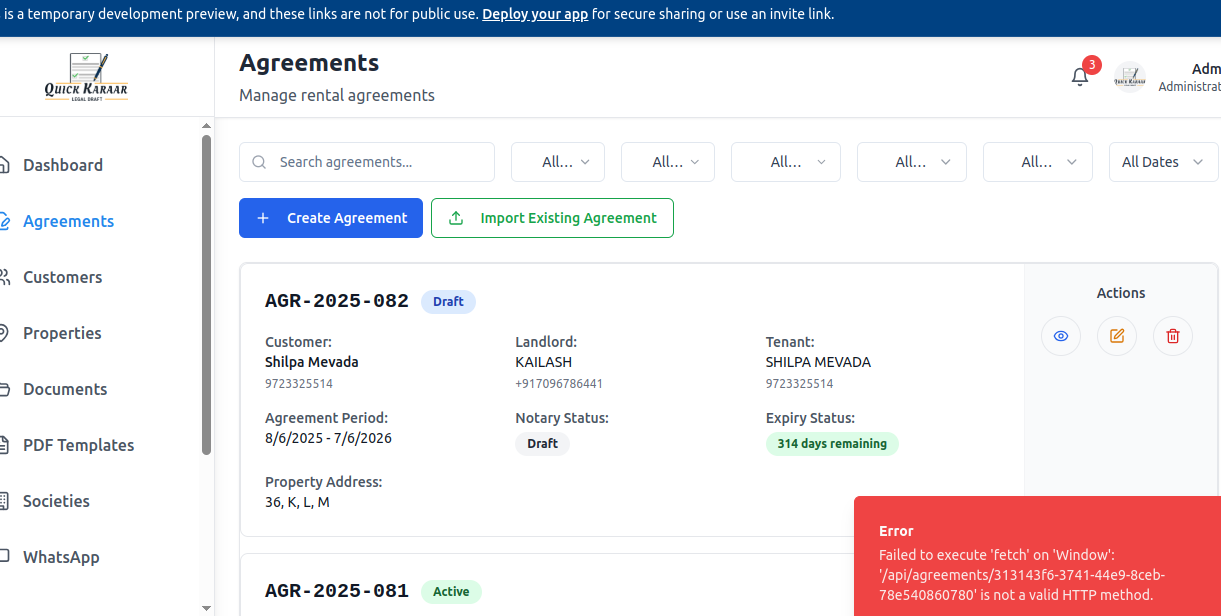 is a temporary development preview, and these links are not for public use. Deploy your app for secure sharing or use an invite link.
QUICK KARAAR
LEGAL DRAFT
Agreements
Manage rental agreements
3
Adm
Administrat
Dashboard
Agreements
Customers
Properties
Documents
PDF Templates
Societies
WhatsApp
Search agreements...
All...
All...
All...
All...
All...
All Dates
+ Create Agreement
Import Existing Agreement
AGR-2025-082 Draft
Actions
Customer:
Shilpa Mevada
9723325514
Landlord:
KAILASH
+917096786441
Tenant:
SHILPA MEVADA
9723325514
Agreement Period:
8/6/2025 - 7/6/2026
Notary Status:
Draft
Expiry Status:
314 days remaining
Property Address:
36, K, L, M
AGR-2025-081 Active
Error
Failed to execute 'fetch' on 'Window':
'/api/agreements/313143f6-3741-44e9-8ceb-
78e540860780' is not a valid HTTP method.